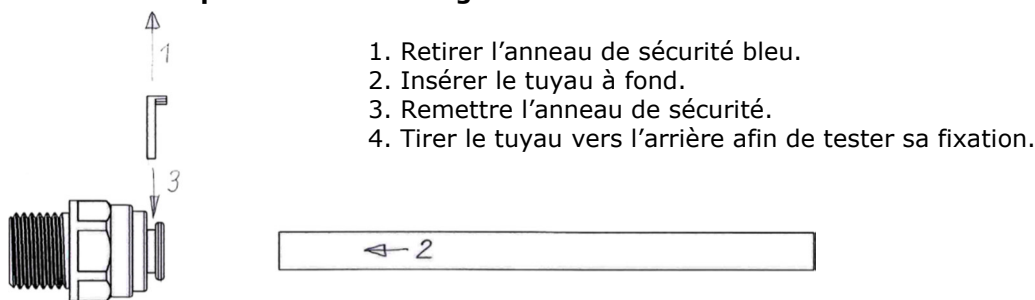 1. Retirer l’anneau de sécurité bleu.
2. Insérer le tuyau à fond.
3. Remettre l’anneau de sécurité.
4. Tirer le tuyau vers l’arrière afin de tester sa fixation.
1
3
2